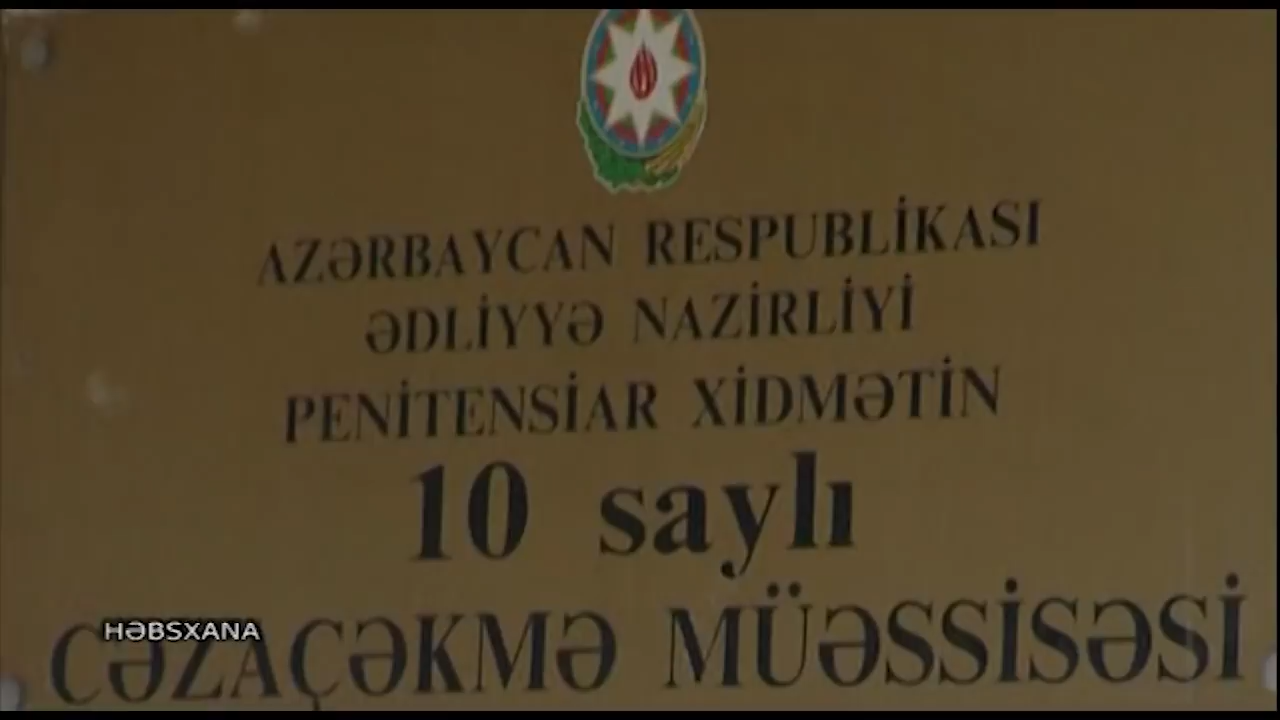 AZƏRBAYCAN RESPUBLİKASI
ƏDLİYYƏ NAZİRLİYİ
PENİTENSİAR XİDMƏTİN
10 saylı
CƏZAÇƏKMƏ MÜƏSSİSƏSİ
HƏBSXANA